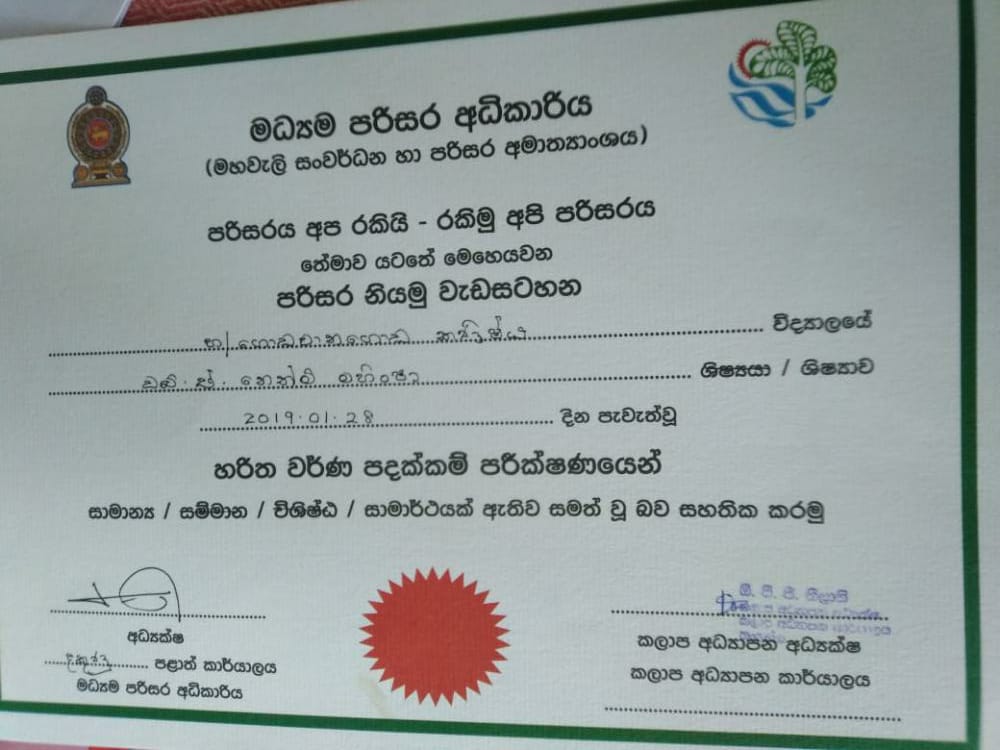 මධ්‍යම පරිසර අධිකාරිය
(මහවැලි සංවර්ධන හා පරිසර අමාත්‍යාංශය)
පරිසරය අප රකියි - රකිමු අපි පරිසරය
තේමාව යටතේ මෙහෙයවන
පරිසර නියමු වැඩසටහන
විද්‍යාලයේ
ශිෂ්‍යයා / ශිෂ්‍යාව
2019.01.28 දින පැවැත්වූ
හරිත වර්ණ පදක්කම් පරීක්ෂණයෙන්
සාමාන්‍ය / සම්මාන / විශිෂ්ඨ / සාමාර්ථයක් ඇතිව සමත් වූ බව සහතික කරමු
අධ්‍යක්ෂ
දකුණු පළාත් කාර්යාලය
මධ්‍යම පරිසර අධිකාරිය
කලාප අධ්‍යාපන අධ්‍යක්ෂ
කලාප අධ්‍යාපන කාර්යාලය